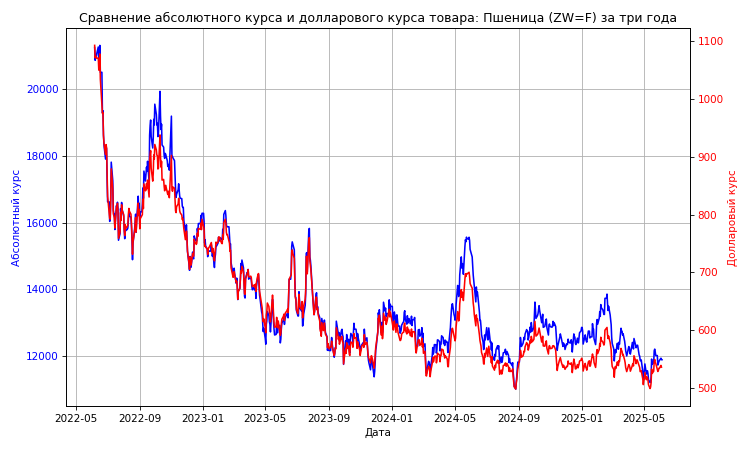 Сравнение абсолютного курса и долларового курса товара: Пшеница (ZW=F) за три года
Абсолютный курс
20000
18000
16000
14000
12000
1100
1000
900
800
700
600
500
Долларовый курс
2022-05 2022-09 2023-01 2023-05 2023-09 2024-01 2024-05 2024-09 2025-01 2025-05
Дата